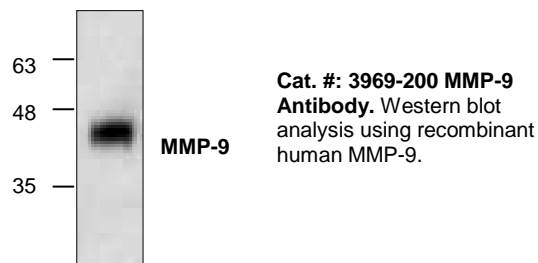 63
48
35
MMP-9
Cat. #: 3969-200 MMP-9
Antibody. Western blot
analysis using recombinant
human MMP-9.